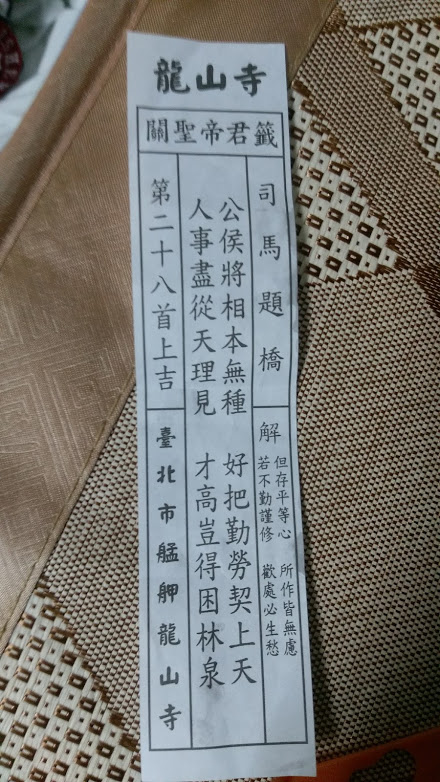 龍山寺
關聖帝君籤
司馬題橋
解
但存平等心 所作皆無慮
若不勤謹修 歡處必生愁
公侯將相本無種 好把勤勞契上天
人事盡從天理見 才高豈得困林泉
第二十八首上吉
臺北市艋舺龍山寺